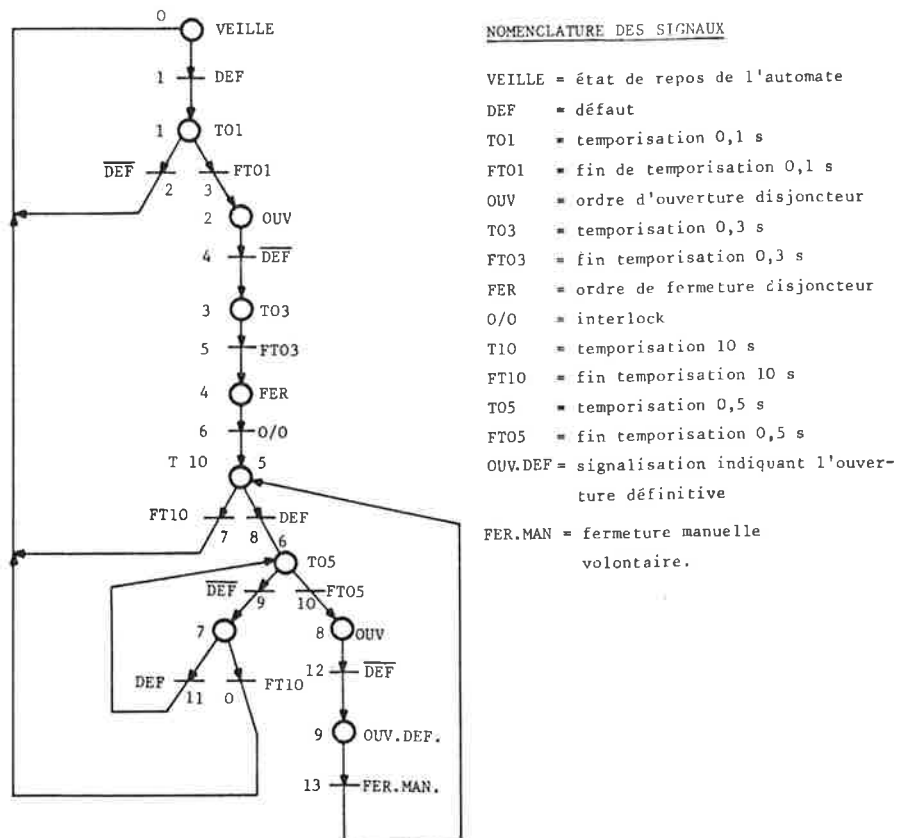 0 VEILLE
1 DEF
1 TO1
DEF FTO1
2 3
2 OUV
4 DEF
3 TO3
5 FTO3
4 FER
6 O/O
T 10 5
FT10 DEF
7 8
6
TO5
DEF FTO5
9 10
7 8 OUV
12 DEF
DEF FT10
11 0
9 OUV.DEF.
13 FER.MAN.
NOMENCLATURE DES SIGNAUX
VEILLE = état de repos de l'automate
DEF = défaut
TO1 = temporisation 0,1 s
FTO1 = fin de temporisation 0,1 s
OUV = ordre d'ouverture disjoncteur
TO3 = temporisation 0,3 s
FTO3 = fin temporisation 0,3 s
FER = ordre de fermeture disjoncteur
O/O = interlock
T10 = temporisation 10 s
FT10 = fin temporisation 10 s
TO5 = temporisation 0,5 s
FTO5 = fin temporisation 0,5 s
OUV.DEF = signalisation indiquant l'ouver-
ture définitive
FER.MAN = fermeture manuelle
volontaire.